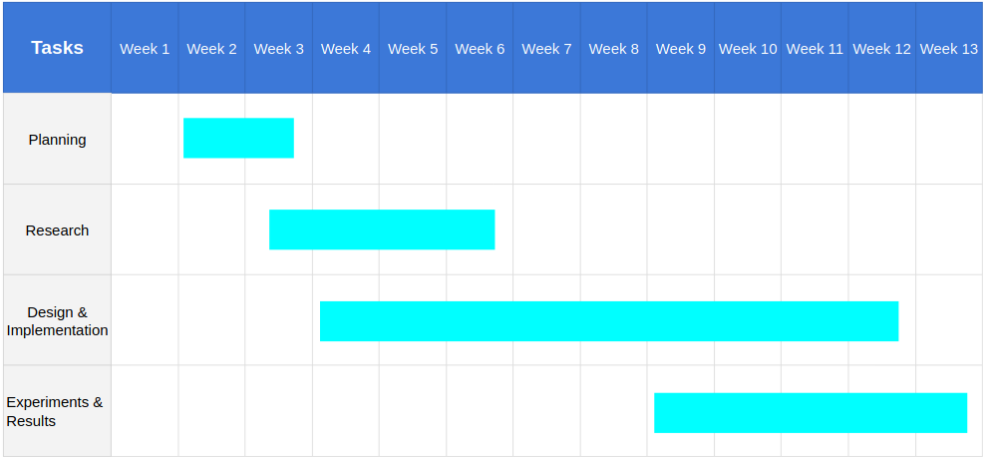 Tasks Week 1 Week 2 Week 3 Week 4 Week 5 Week 6 Week 7 Week 8 Week 9 Week 10 Week 11 Week 12 Week 13
Planning
Research
Design &
Implementation
Experiments &
Results